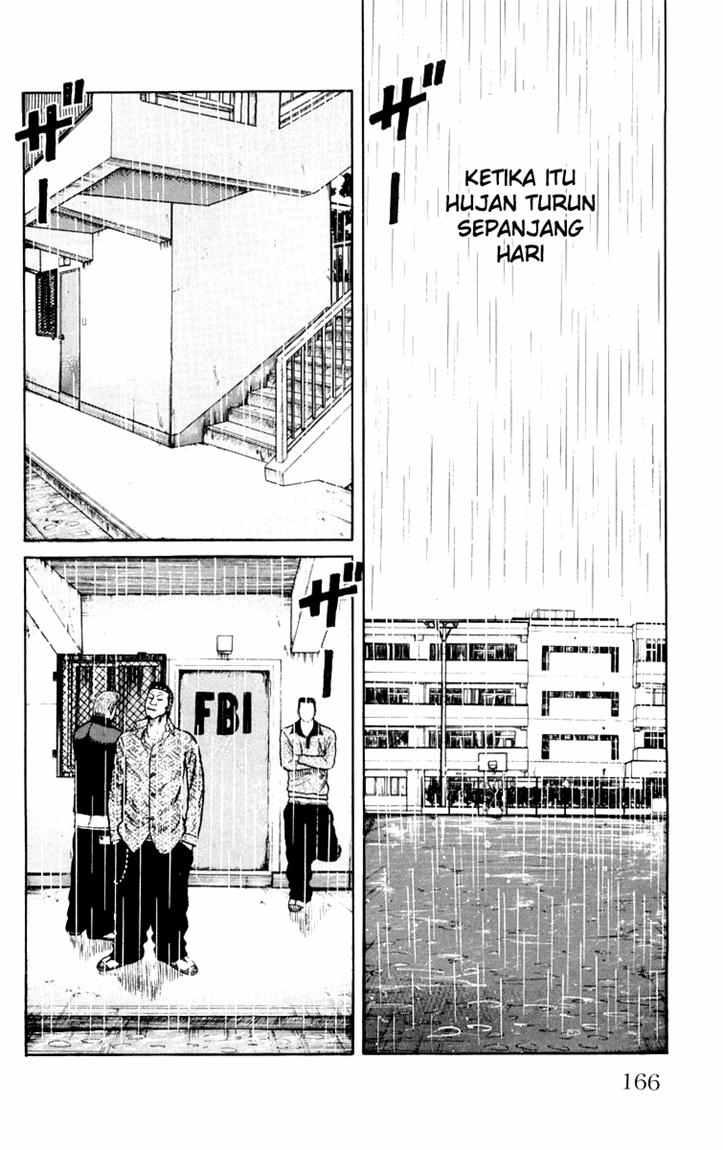 ザー
KETIKA ITU
HUJAN TURUN
SEPANJANG
HARI
ザー
ザー
FBI
166